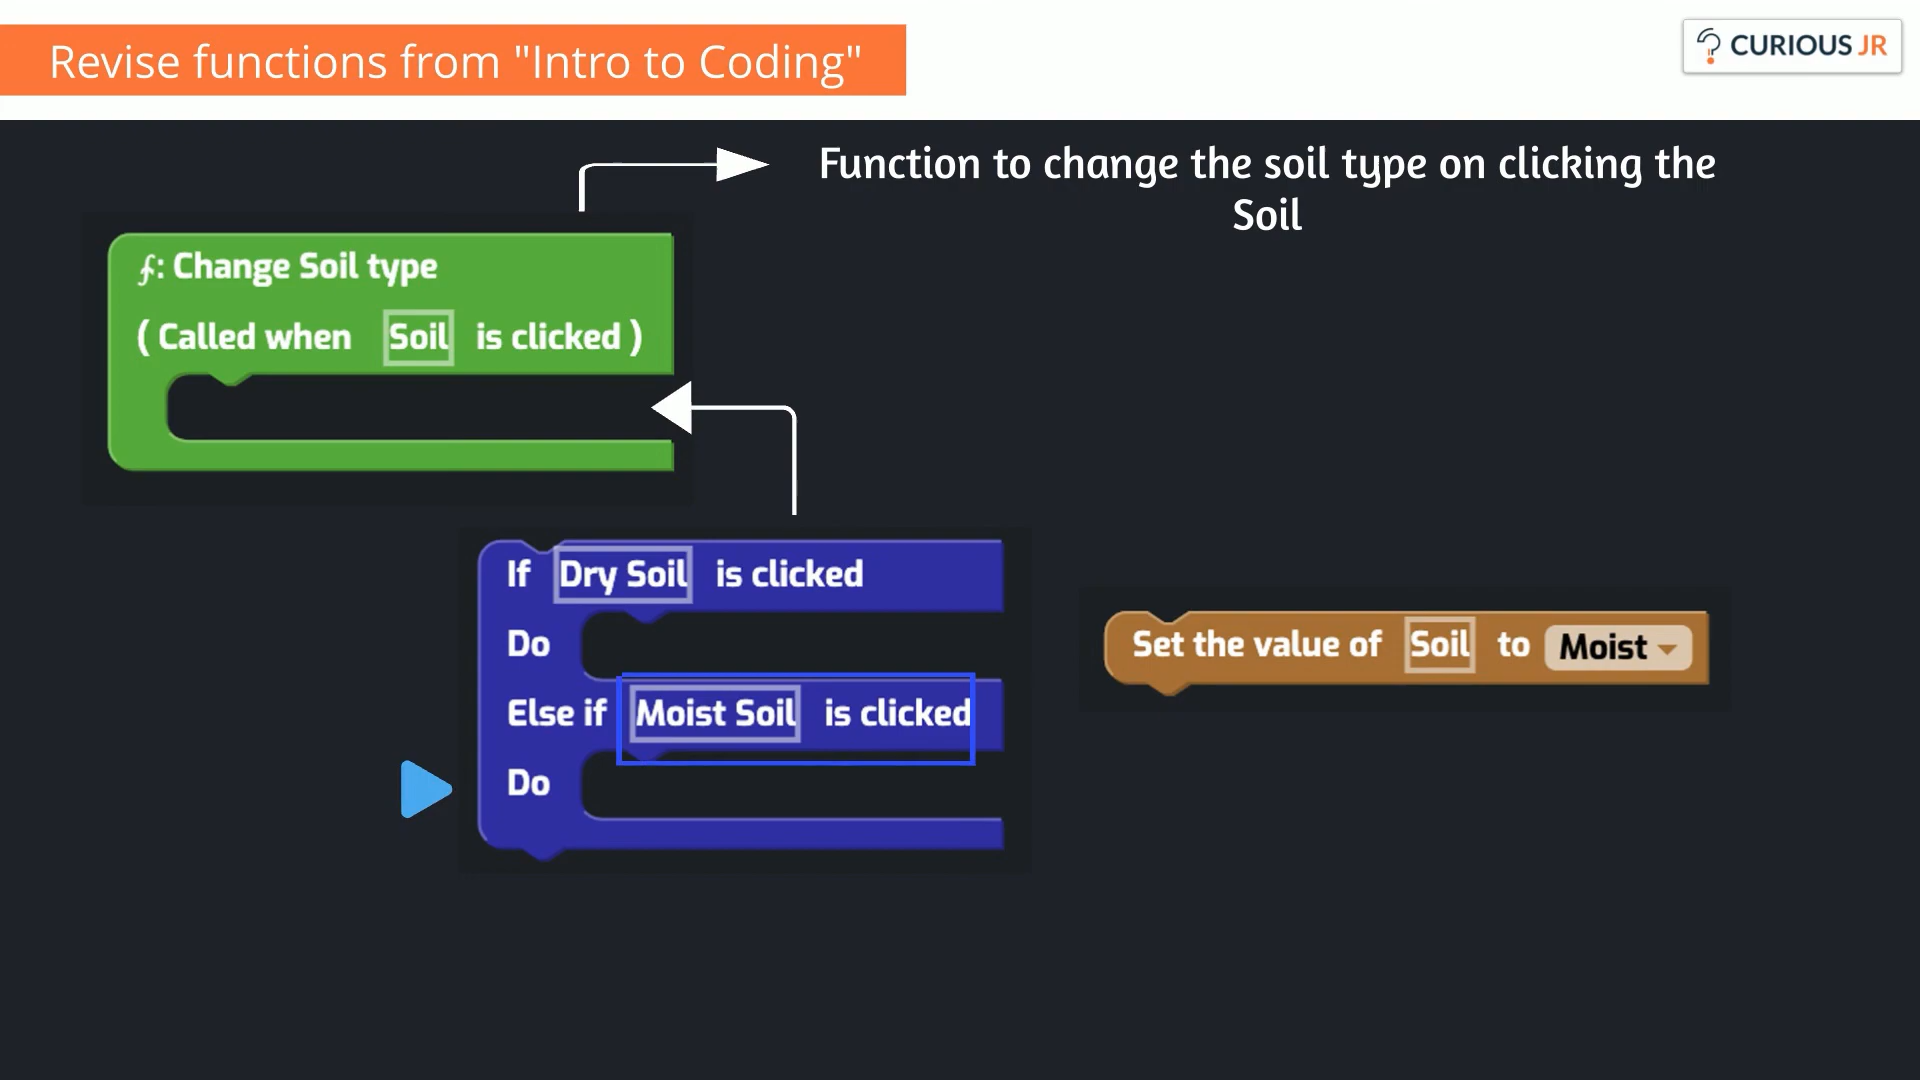 Revise functions from "Intro to Coding"
CURIOUS JR
Function to change the soil type on clicking the
Soil
⨍: Change Soil type
( Called when Soil is clicked )
If Dry Soil is clicked
Do
Else if Moist Soil is clicked
Do
Set the value of Soil to Moist